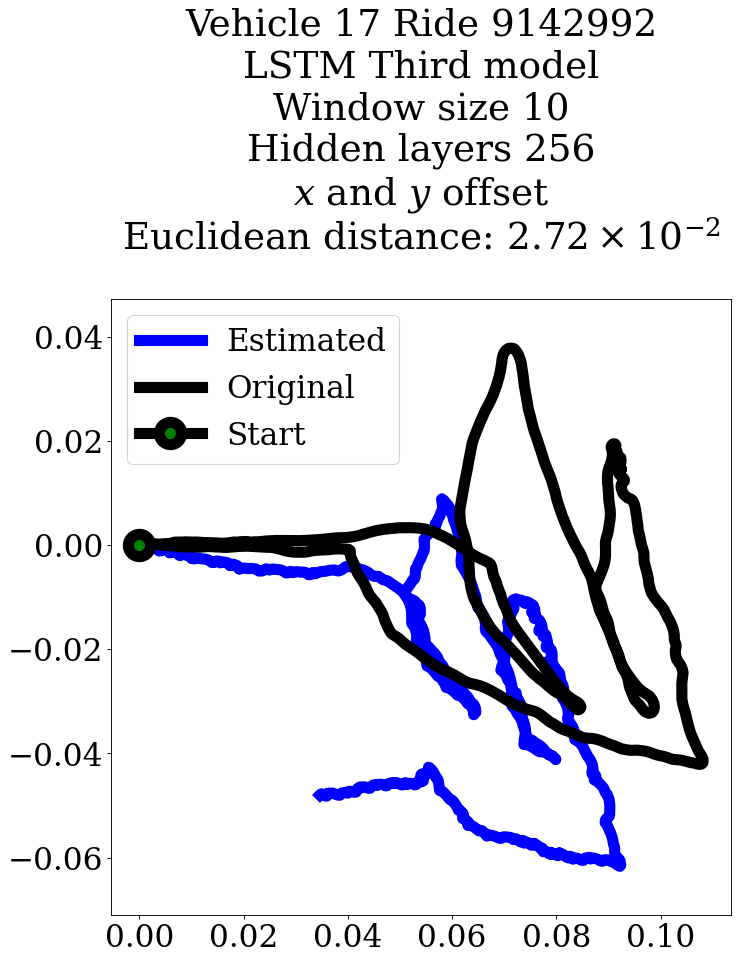 Vehicle 17 Ride 9142992
LSTM Third model
Window size 10
Hidden layers 256
x and y offset
Euclidean distance: 2.72 × 10⁻²
Estimated
Original
Start
0.04
0.02
0.00
−0.02
−0.04
−0.06
0.00 0.02 0.04 0.06 0.08 0.10